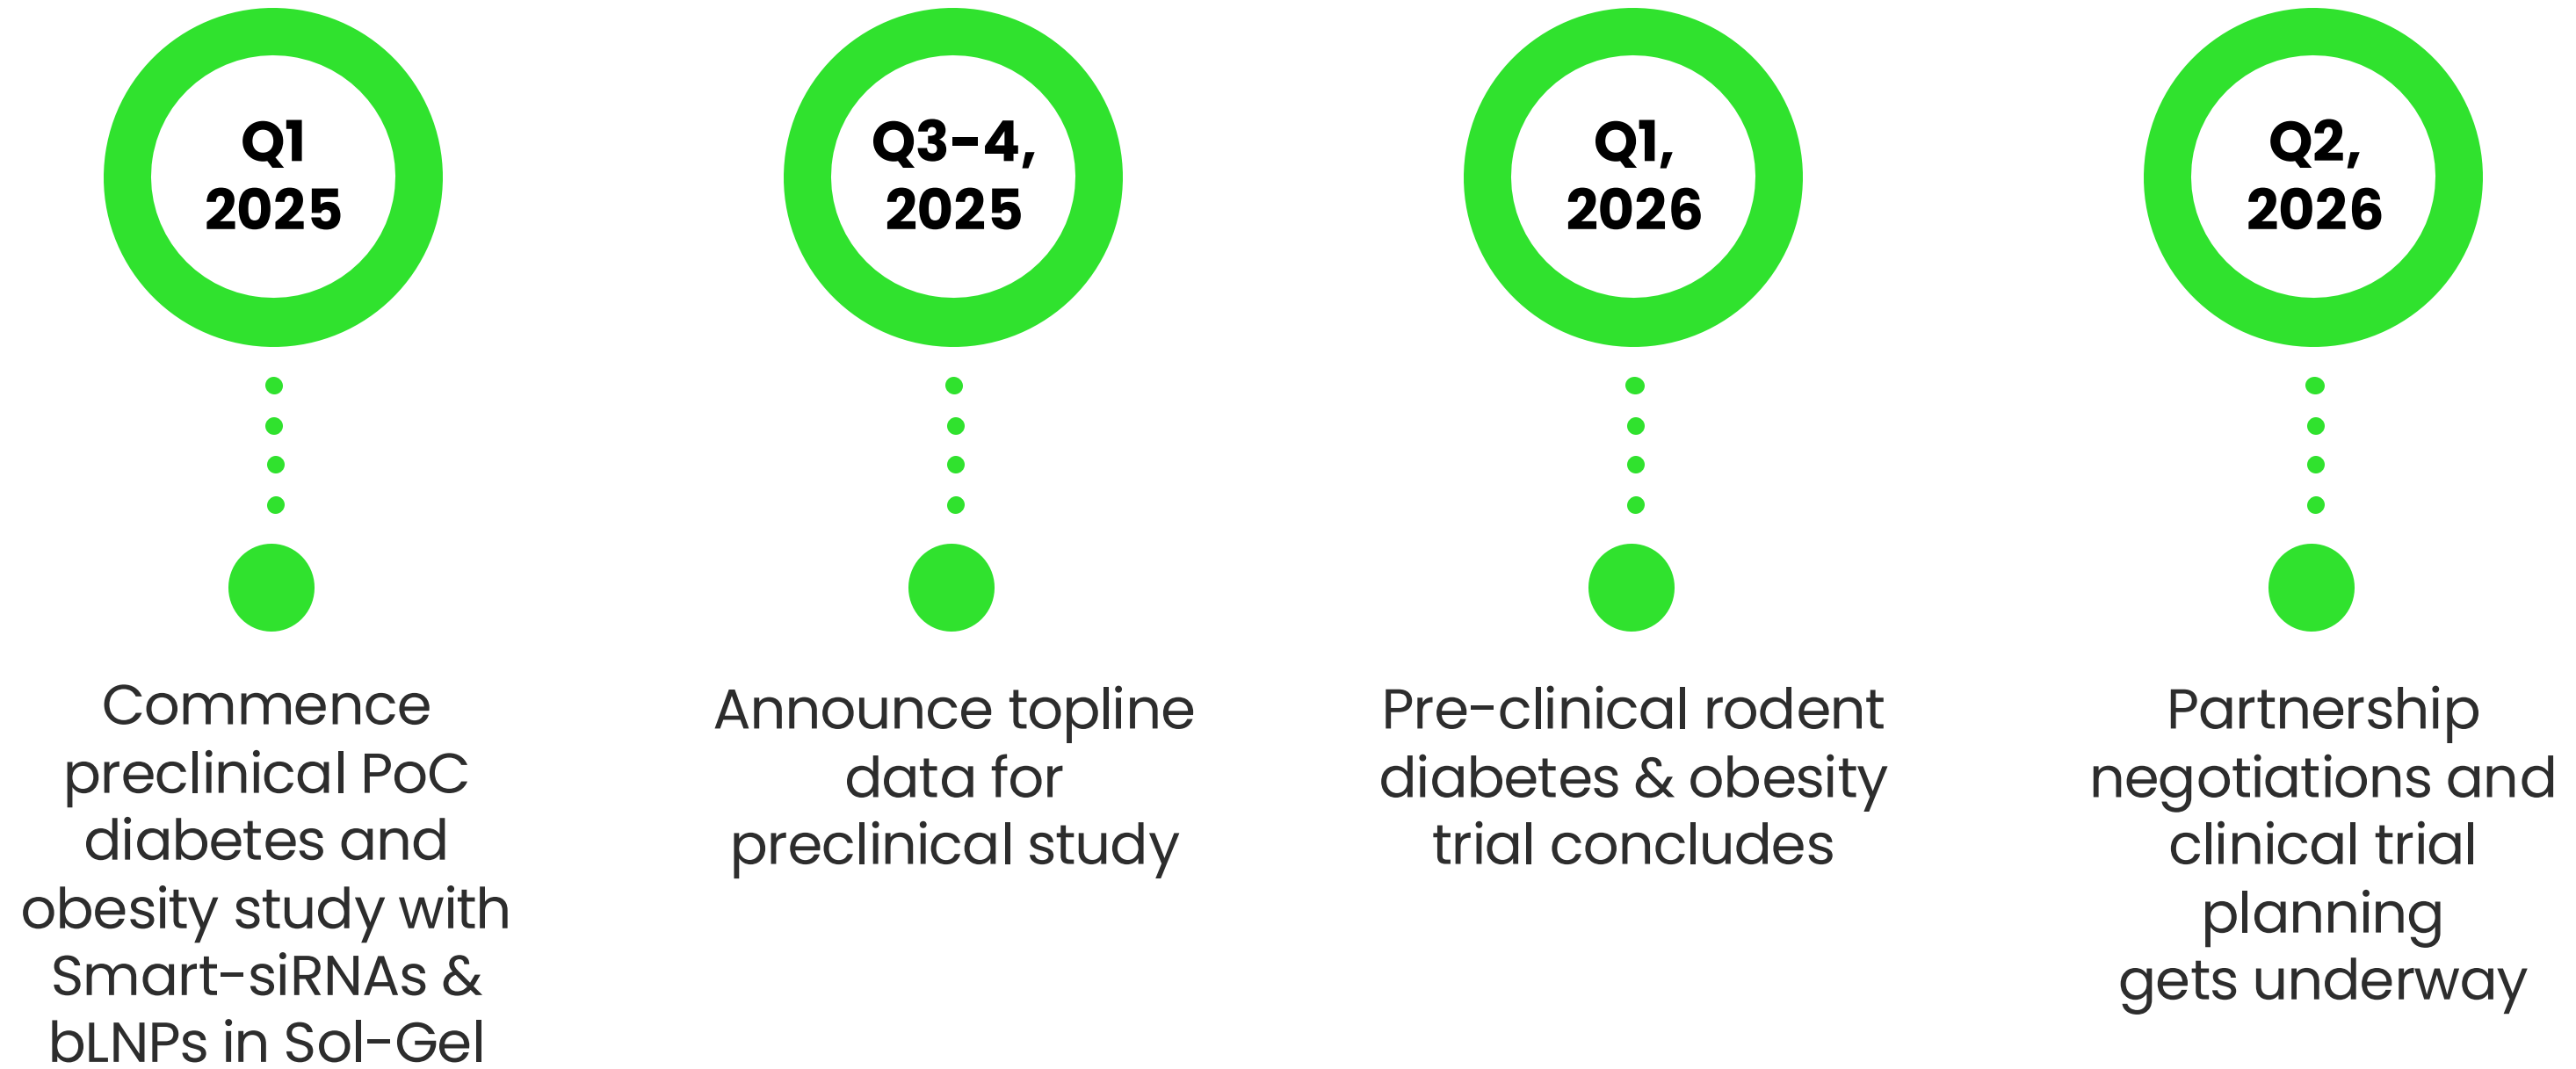 Q1
2025
Commence
preclinical PoC
diabetes and
obesity study with
Smart-siRNAs &
bLNPs in Sol-Gel
Q3-4,
2025
Announce topline
data for
preclinical study
Q1,
2026
Pre-clinical rodent
diabetes & obesity
trial concludes
Q2,
2026
Partnership
negotiations and
clinical trial
planning
gets underway